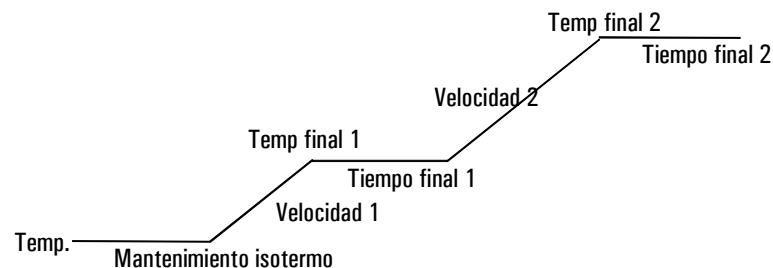 Temp final 2
Tiempo final 2
Velocidad 2
Temp final 1
Tiempo final 1
Velocidad 1
Temp.
Mantenimiento isotermo